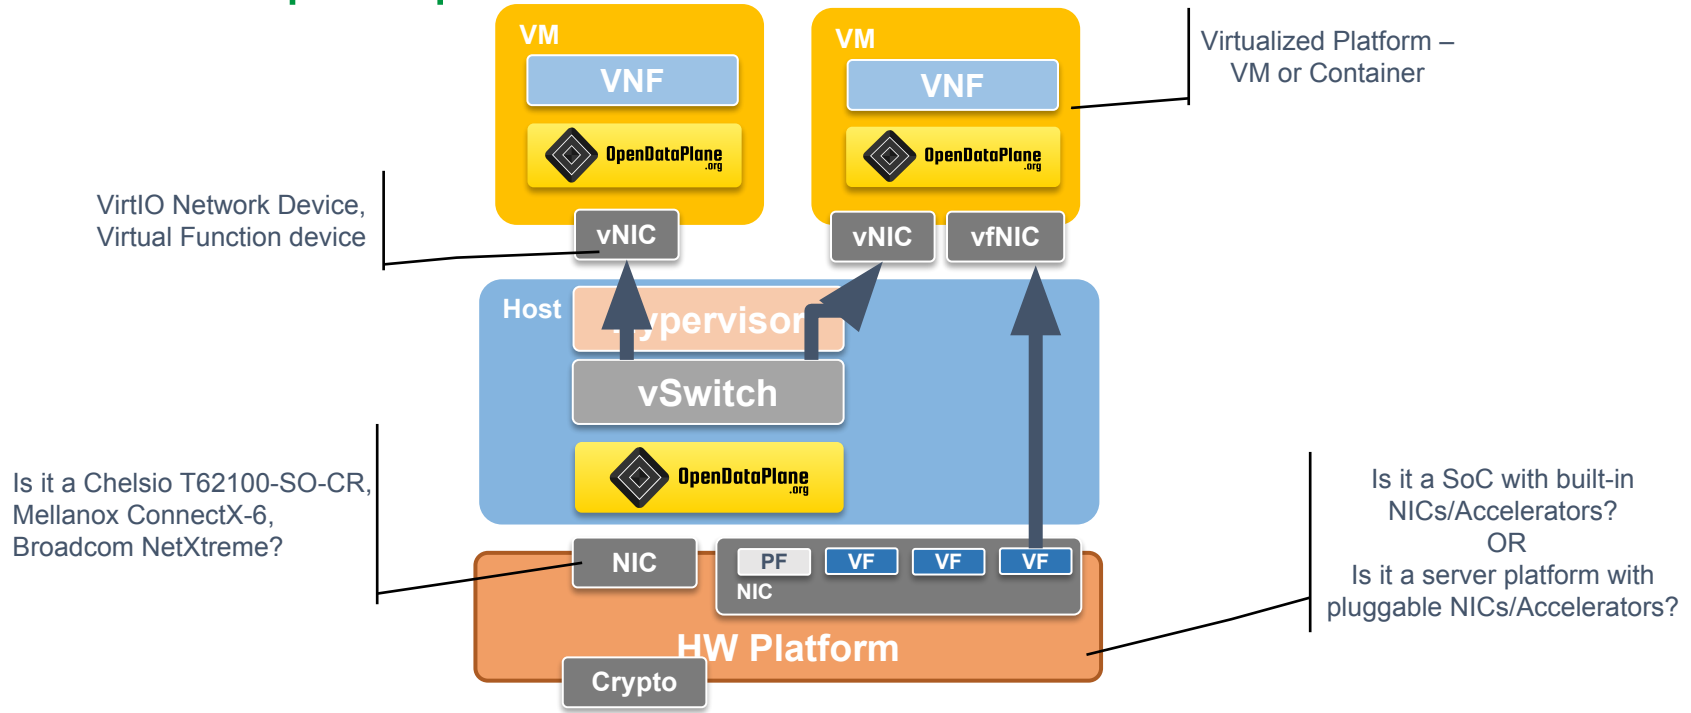 VM
VNF
OpenDataPlane
.org
vNIC
VM
VNF
OpenDataPlane
.org
vNIC
vfNIC
Virtualized Platform –
VM or Container
VirtIO Network Device,
Virtual Function device
Host
vSwitch
OpenDataPlane
.org
Is it a Chelsio T62100-SO-CR,
Mellanox ConnectX-6,
Broadcom NetXtreme?
NIC
PF
VF
VF
VF
NIC
HW Platform
Crypto
Is it a SoC with built-in
NICs/Accelerators?
OR
Is it a server platform with
pluggable NICs/Accelerators?